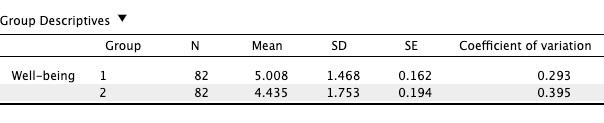 Group Descriptives ▼
Group N Mean SD SE Coefficient of variation
Well-being 1 82 5.008 1.468 0.162 0.293
2 82 4.435 1.753 0.194 0.395